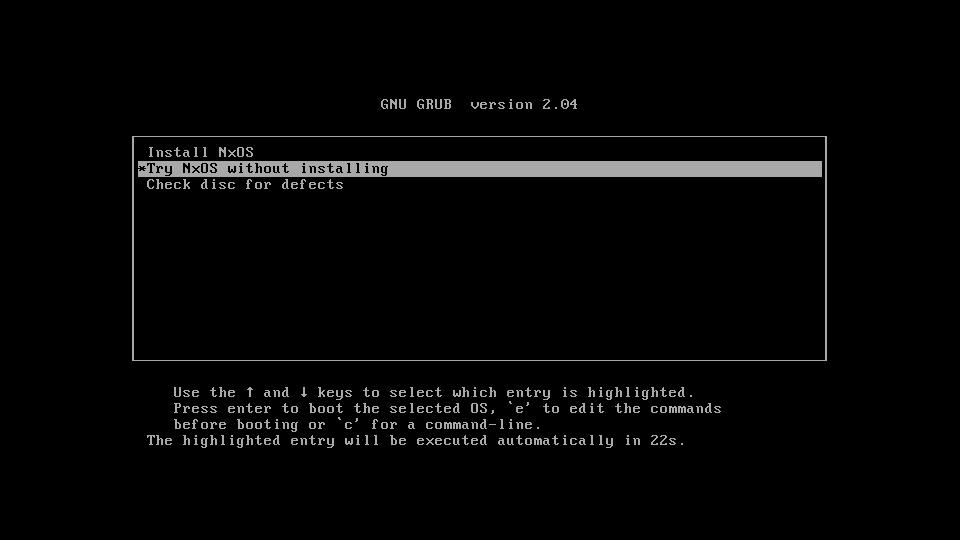 GNU GRUB  version 2.04
Install NxOS
*Try NxOS without installing
Check disc for defects
Use the ↑ and ↓ keys to select which entry is highlighted.
Press enter to boot the selected OS, `e' to edit the commands
before booting or `c' for a command-line.
The highlighted entry will be executed automatically in 22s.